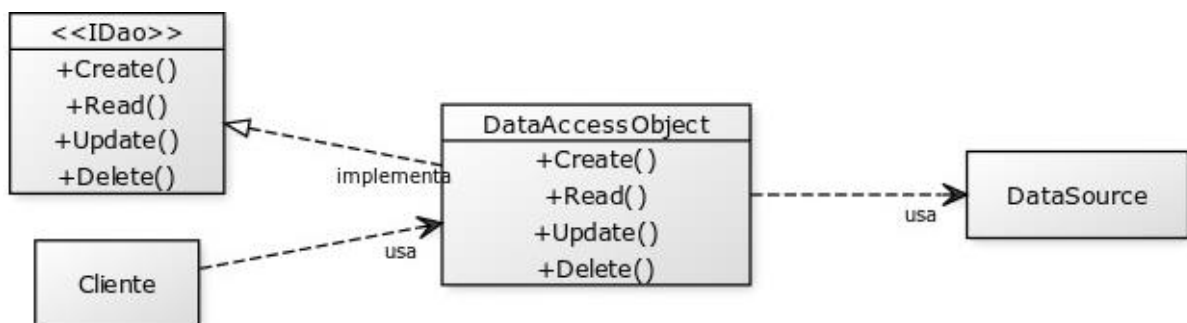 <<IDao>>
+Create()
+Read()
+Update()
+Delete()
implementa
Cliente
usa
DataAccessObject
+Create()
+Read()
+Update()
+Delete()
usa
DataSource